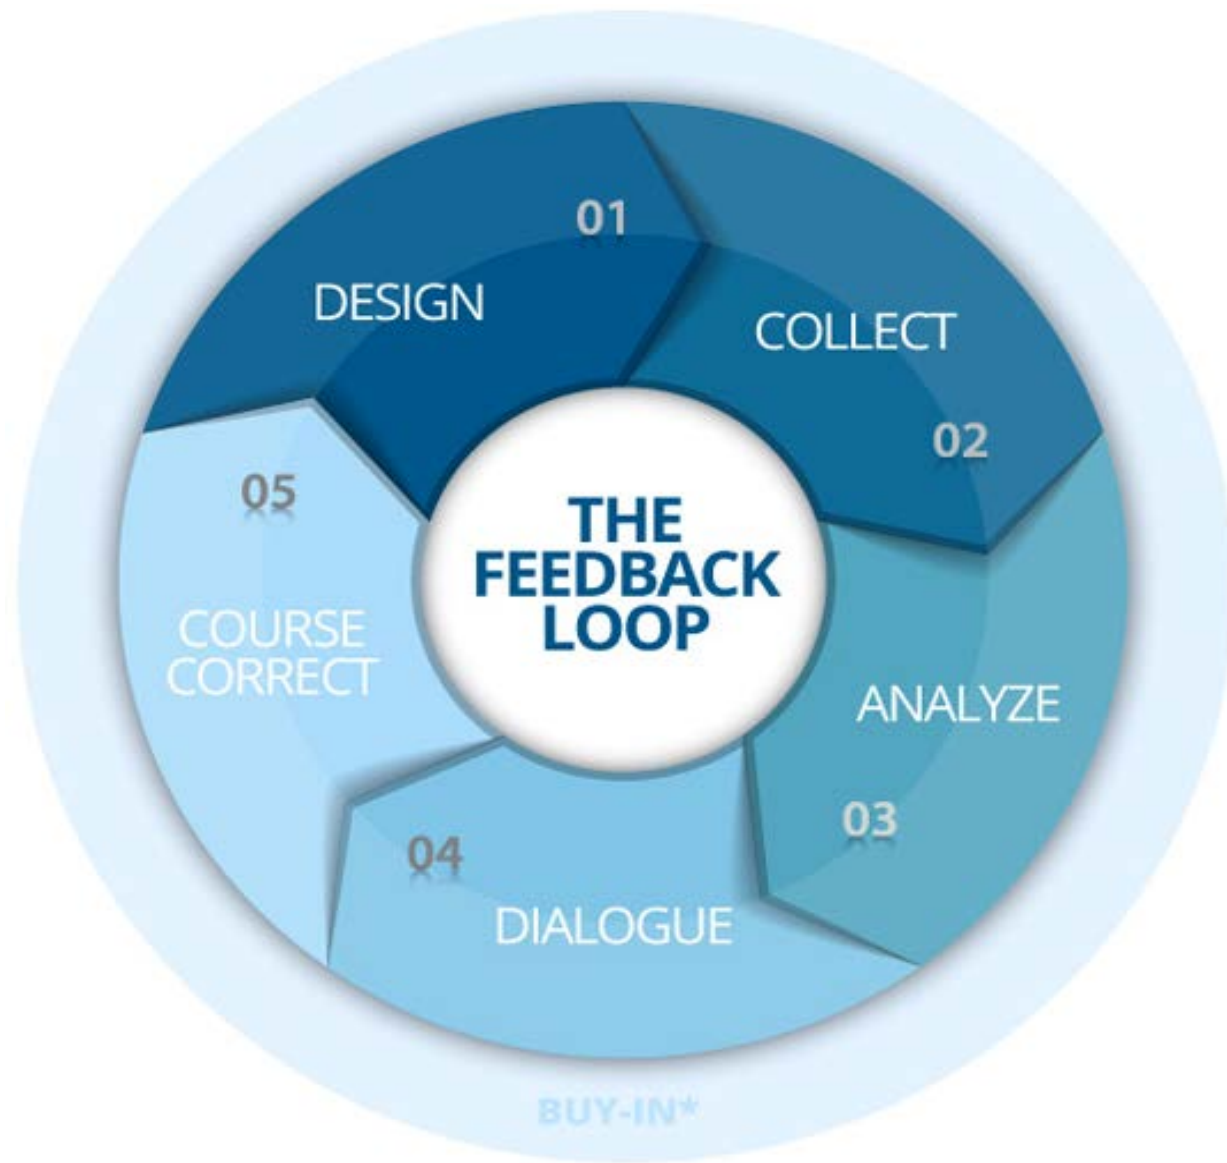 01
DESIGN
COLLECT
02
05
THE
FEEDBACK
LOOP
COURSE
CORRECT
ANALYZE
03
04
DIALOGUE
BUY-IN*